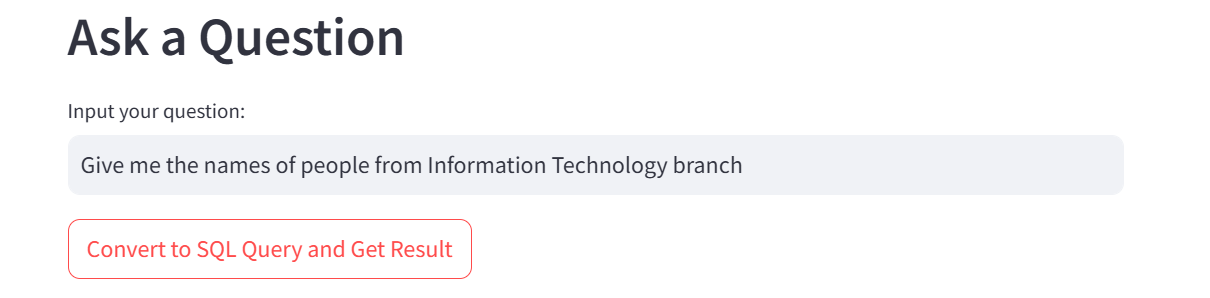 Ask a Question
Input your question:
Give me the names of people from Information Technology branch
Convert to SQL Query and Get Result